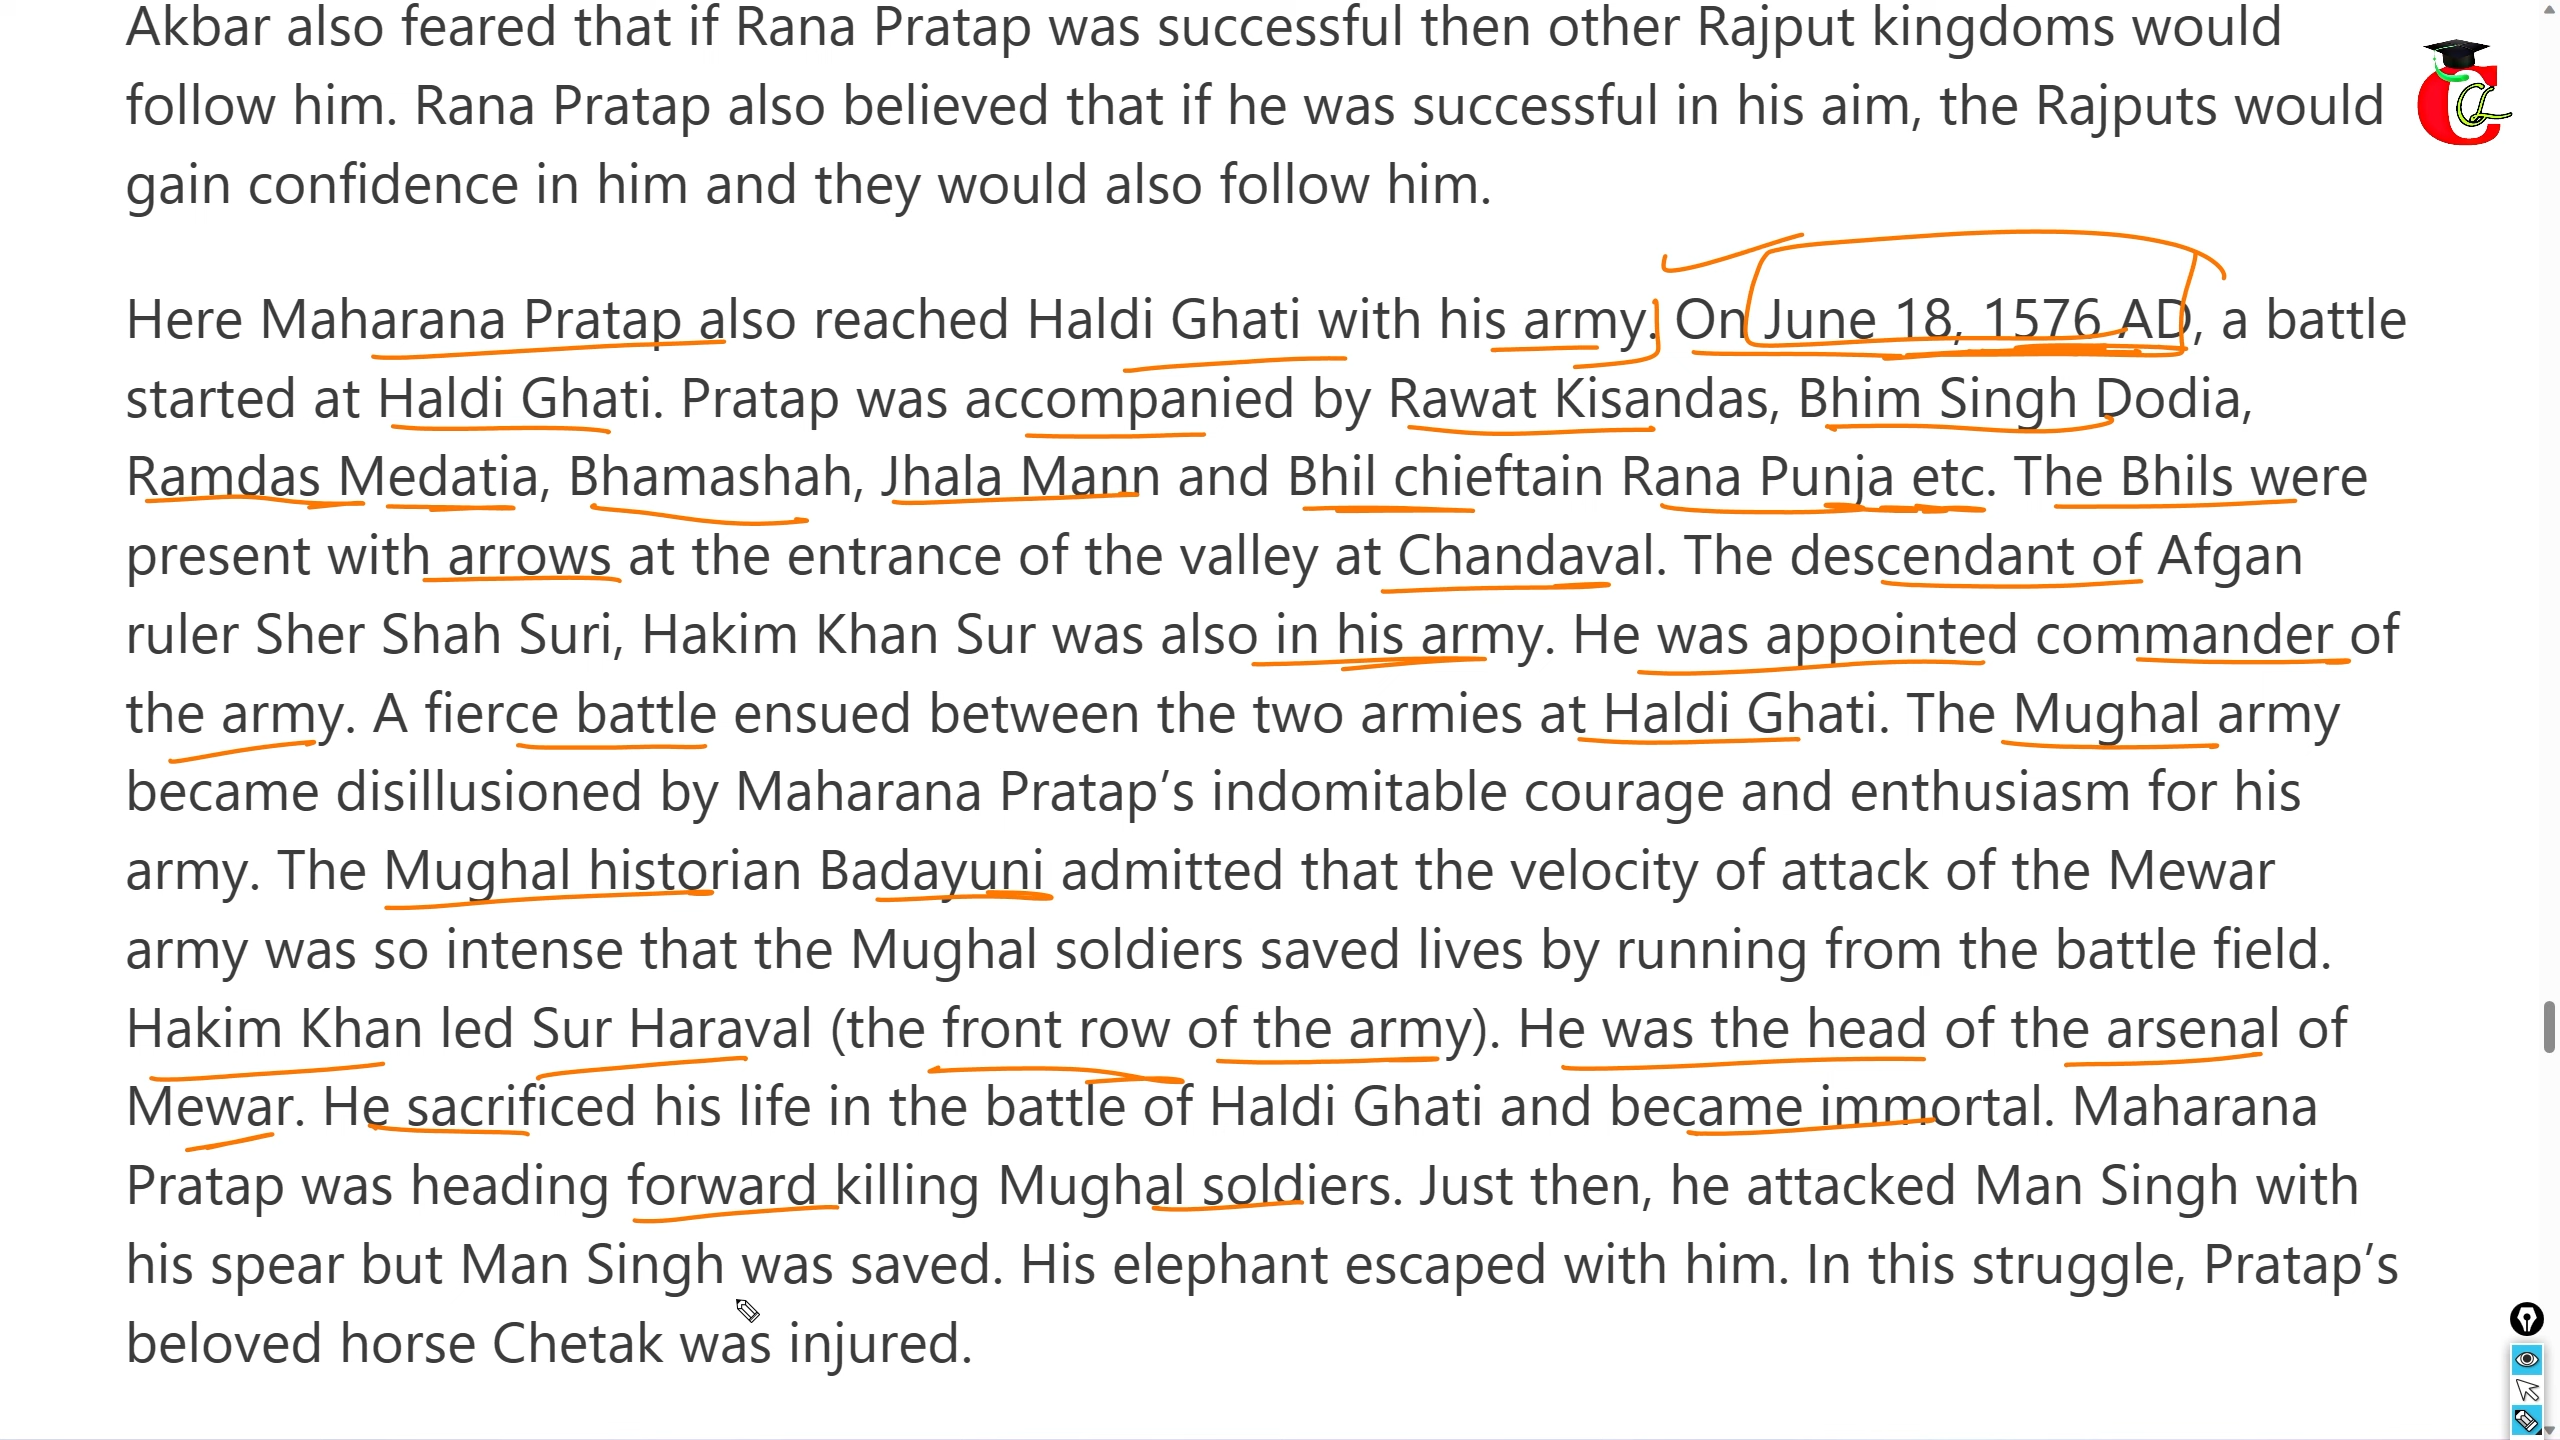 Akbar also feared that if Rana Pratap was successful then other Rajput kingdoms would
follow him. Rana Pratap also believed that if he was successful in his aim, the Rajputs would
gain confidence in him and they would also follow him.
Here Maharana Pratap also reached Haldi Ghati with his army. On June 18, 1576 AD, a battle
started at Haldi Ghati. Pratap was accompanied by Rawat Kisandas, Bhim Singh Dodia,
Ramdas Medatia, Bhamashah, Jhala Mann and Bhil chieftain Rana Punja etc. The Bhils were
present with arrows at the entrance of the valley at Chandaval. The descendant of Afgan
ruler Sher Shah Suri, Hakim Khan Sur was also in his army. He was appointed commander of
the army. A fierce battle ensued between the two armies at Haldi Ghati. The Mughal army
became disillusioned by Maharana Pratap’s indomitable courage and enthusiasm for his
army. The Mughal historian Badayuni admitted that the velocity of attack of the Mewar
army was so intense that the Mughal soldiers saved lives by running from the battle field.
Hakim Khan led Sur Haraval (the front row of the army). He was the head of the arsenal of
Mewar. He sacrificed his life in the battle of Haldi Ghati and became immortal. Maharana
Pratap was heading forward killing Mughal soldiers. Just then, he attacked Man Singh with
his spear but Man Singh was saved. His elephant escaped with him. In this struggle, Pratap’s
beloved horse Chetak was injured.